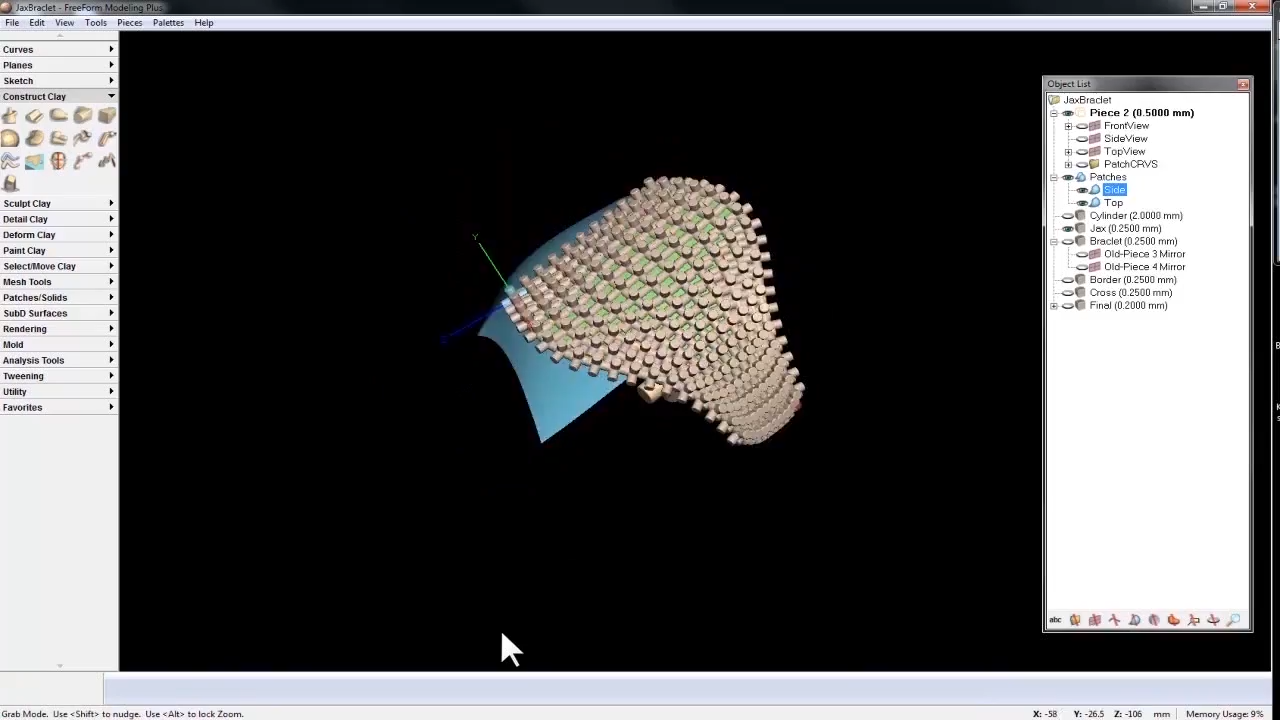 JaxBraclet - FreeForm Modeling Plus
File Edit View Tools Pieces Palettes Help
Curves
Planes
Sketch
Construct Clay
Sculpt Clay
Detail Clay
Deform Clay
Paint Clay
Select/Move Clay
Mesh Tools
Patches/Solids
SubD Surfaces
Rendering
Mold
Analysis Tools
Tweening
Utility
Favorites
Y
Object List
JaxBraclet
Piece 2 (0.5000 mm)
FrontView
SideView
TopView
PatchCRVS
Patches
Side
Top
Cylinder (2.0000 mm)
Jax (0.2500 mm)
Braclet (0.2500 mm)
Old-Piece 3 Mirror
Old-Piece 4 Mirror
Border (0.2500 mm)
Cross (0.2500 mm)
Final (0.2000 mm)
abc
Grab Mode. Use <Shift> to nudge. Use <Alt> to lock Zoom.
X: -58 Y: -26.5 Z: -106 mm Memory Usage: 9%